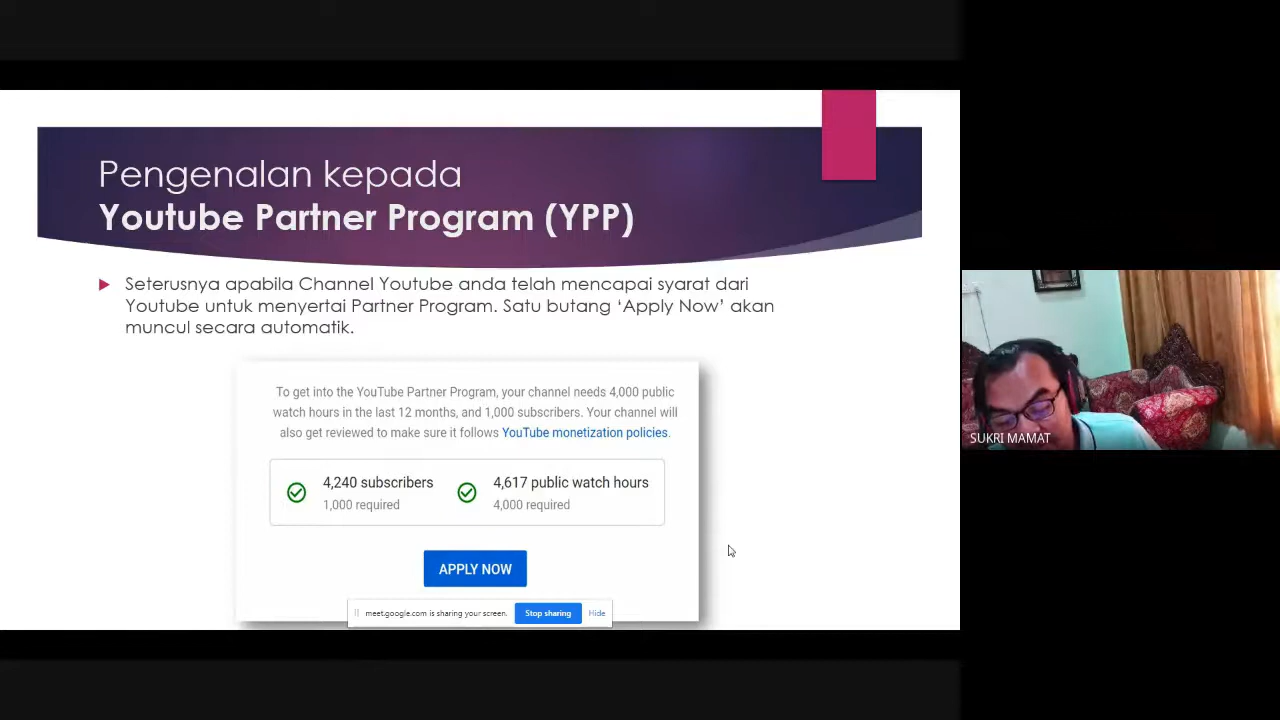 Pengenalan kepada
Youtube Partner Program (YPP)
Seterusnya apabila Channel Youtube anda telah mencapai syarat dari
Youtube untuk menyertai Partner Program. Satu butang ‘Apply Now’ akan
muncul secara automatik.
To get into the YouTube Partner Program, your channel needs 4,000 public
watch hours in the last 12 months, and 1,000 subscribers. Your channel will
also get reviewed to make sure it follows YouTube monetization policies.
4,240 subscribers
1,000 required
4,617 public watch hours
4,000 required
APPLY NOW
meet.google.com is sharing your screen. Stop sharing Hide
SUKRI MAMAT